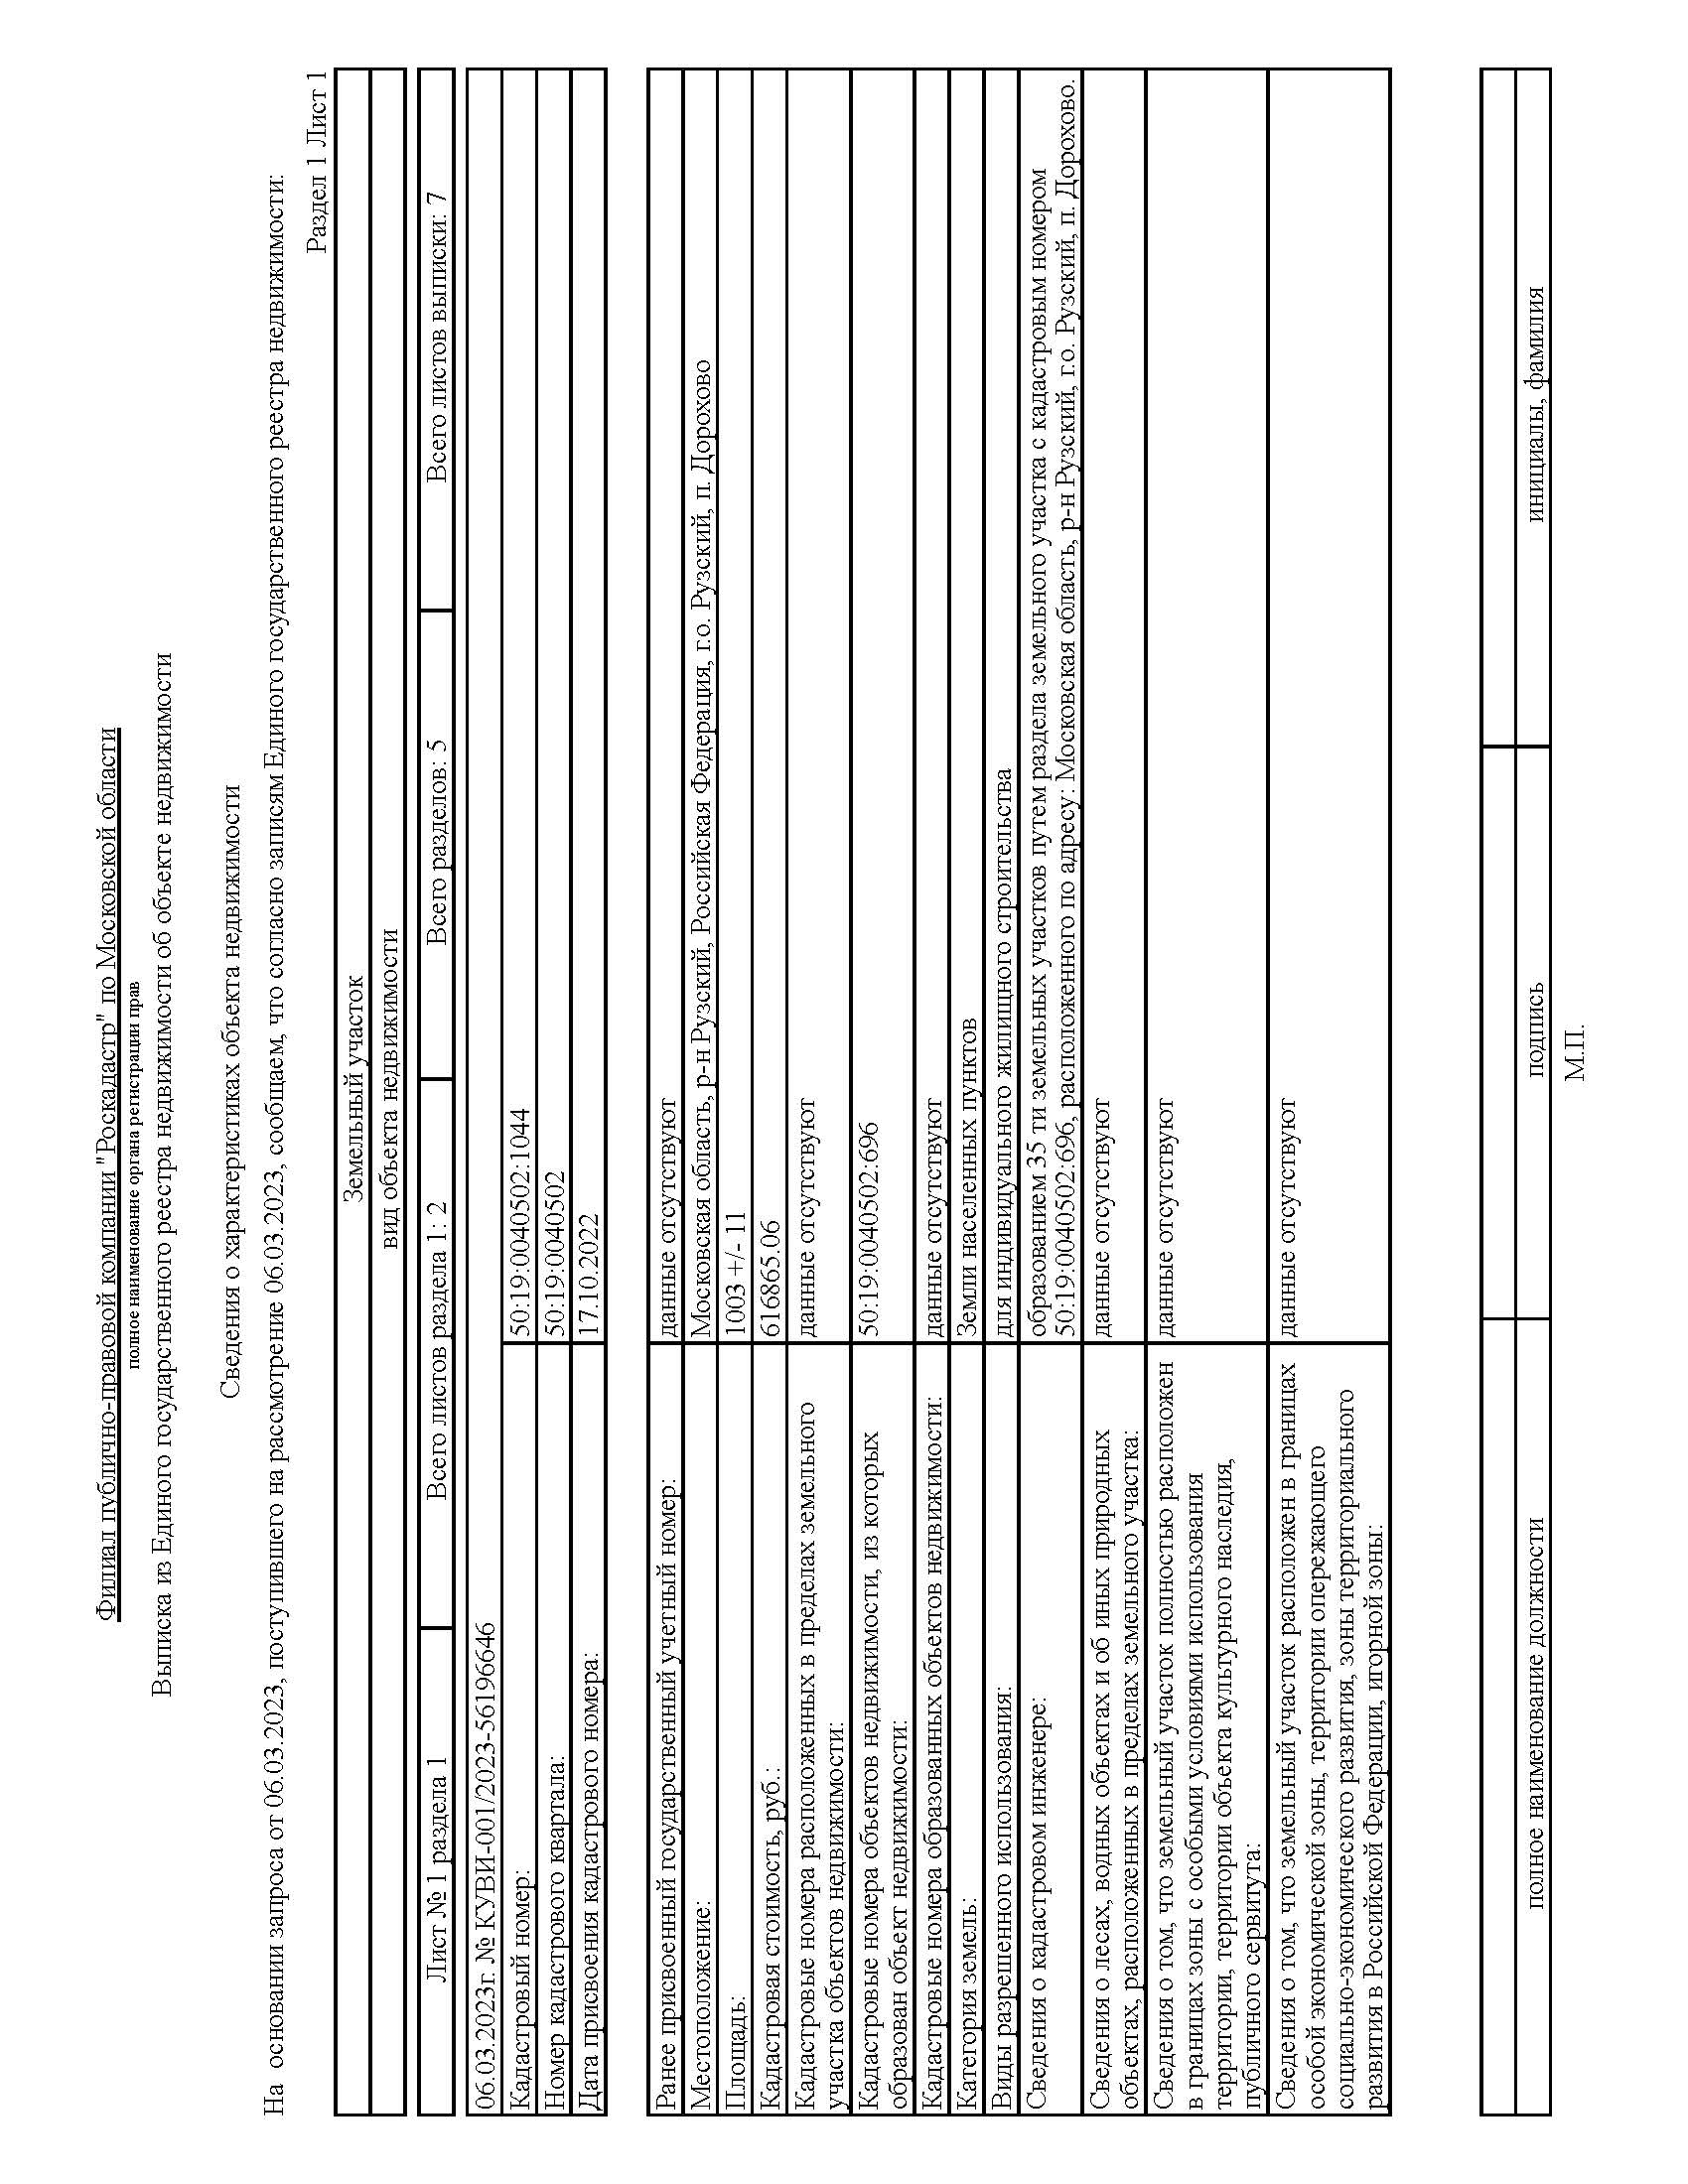 Филиал публично-правовой компании "Роскадастр" по Московской области
полное наименование органа регистрации прав
Выписка из Единого государственного реестра недвижимости об объекте недвижимости
Сведения о характеристиках объекта недвижимости
На основании запроса от 06.03.2023, поступившего на рассмотрение 06.03.2023, сообщаем, что согласно записям Единого государственного реестра недвижимости:
Раздел 1 Лист 1
Земельный участок
вид объекта недвижимости
Лист № 1 раздела 1 Всего листов раздела 1: 2 Всего разделов: 5 Всего листов выписки: 7
06.03.2023г. № КУВИ-001/2023-56196646
Кадастровый номер: 50:19:0040502:1044
Номер кадастрового квартала: 50:19:0040502
Дата присвоения кадастрового номера: 17.10.2022
Ранее присвоенный государственный учетный номер: данные отсутствуют
Местоположение: Московская область, р-н Рузский, Российская Федерация, г.о. Рузский, п. Дорохово
Площадь: 1003 +/- 11
Кадастровая стоимость, руб.: 616865.06
Кадастровые номера расположенных в пределах земельного данные отсутствуют
участка объектов недвижимости:
Кадастровые номера объектов недвижимости, из которых 50:19:0040502:696
образован объект недвижимости:
Кадастровые номера образованных объектов недвижимости: данные отсутствуют
Категория земель: Земли населенных пунктов
Виды разрешенного использования: для индивидуального жилищного строительства
Сведения о кадастровом инженере: образованием 35 ти земельных участков путем раздела земельного участка с кадастровым номером
50:19:0040502:696, расположенного по адресу: Московская область, р-н Рузский, г.о. Рузский, п. Дорохово.
Сведения о лесах, водных объектах и об иных природных данные отсутствуют
объектах, расположенных в пределах земельного участка:
Сведения о том, что земельный участок полностью расположен данные отсутствуют
в границах зоны с особыми условиями использования
территории, территории объекта культурного наследия,
публичного сервитута:
Сведения о том, что земельный участок расположен в границах данные отсутствуют
особой экономической зоны, территории опережающего
социально-экономического развития, зоны территориального
развития в Российской Федерации, игорной зоны:
полное наименование должности подпись инициалы, фамилия
М.П.